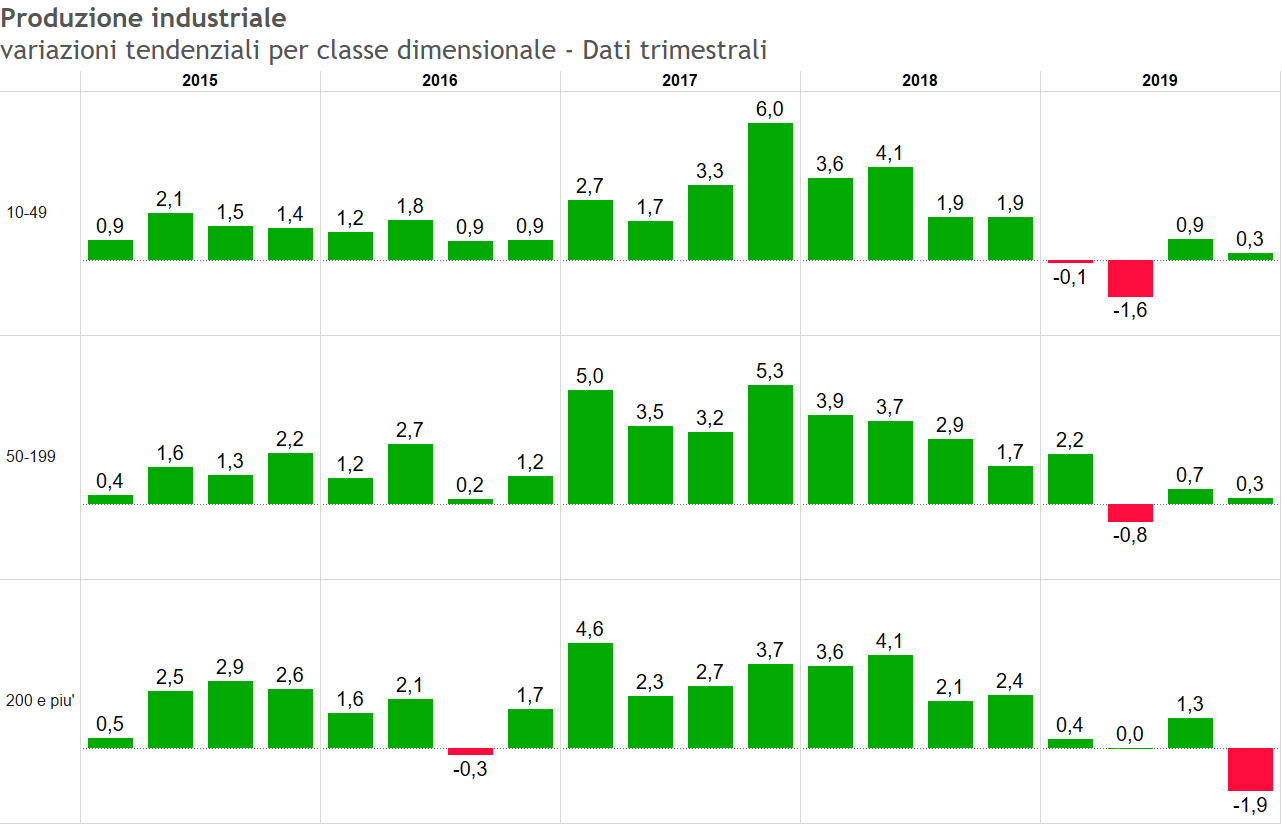 Produzione industriale
variazioni tendenziali per classe dimensionale - Dati trimestrali
2015 2016 2017 2018 2019
10-49
0,9 2,1 1,5 1,4 1,2 1,8 0,9 0,9 2,7 1,7 3,3 6,0 3,6 4,1 1,9 1,9 -0,1 -1,6 0,9 0,3
50-199
0,4 1,6 1,3 2,2 1,2 2,7 0,2 1,2 5,0 3,5 3,2 5,3 3,9 3,7 2,9 1,7 2,2 -0,8 0,7 0,3
200 e piu'
0,5 2,5 2,9 2,6 1,6 2,1 -0,3 1,7 4,6 2,3 2,7 3,7 3,6 4,1 2,1 2,4 0,4 0,0 1,3 -1,9